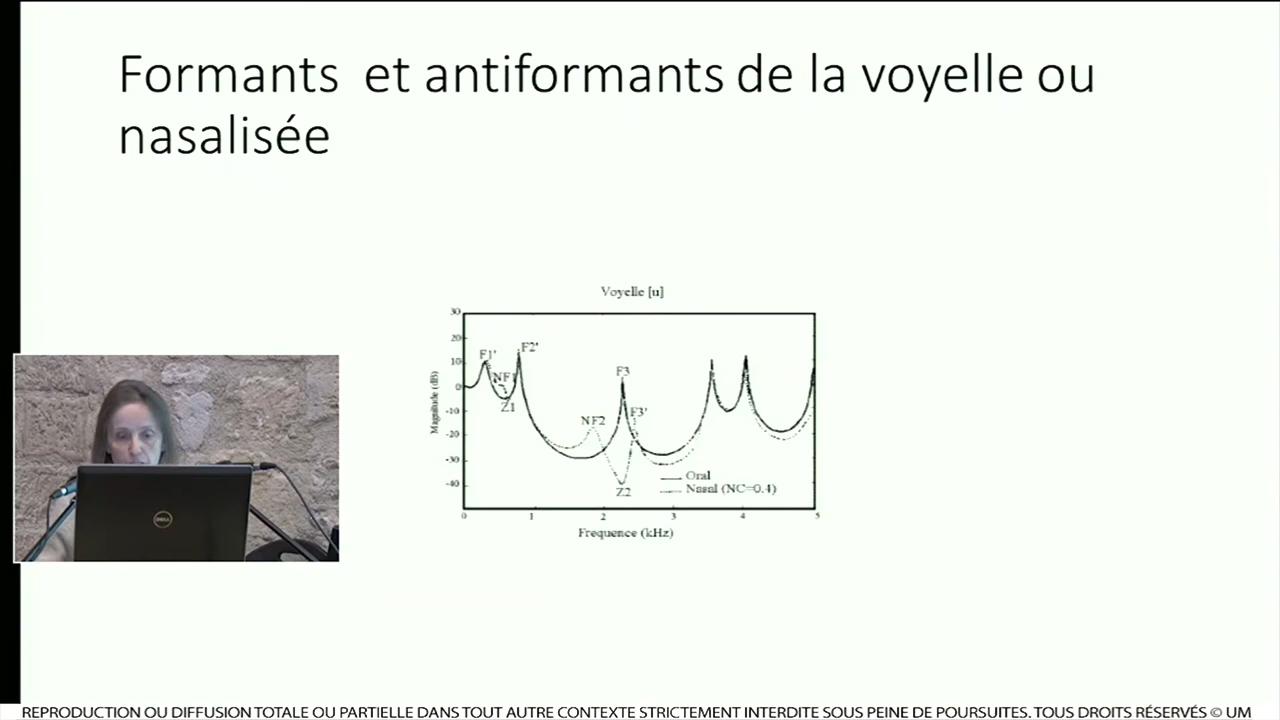 Formants et antiformants de la voyelle ou
nasalisée
Voyelle [u]
30
20
10
0
-10
-20
-30
-40
Magnitude (dB)
F1'
NF1
Z1
F2'
NF2
F3
F3'
Z2
Oral
Nasal (NC=0.4)
0 1 2 3 4 5
Frequence (kHz)
DELL
REPRODUCTION OU DIFFUSION TOTALE OU PARTIELLE DANS TOUT AUTRE CONTEXTE STRICTEMENT INTERDITE SOUS PEINE DE POURSUITES. TOUS DROITS RÉSERVÉS © UM